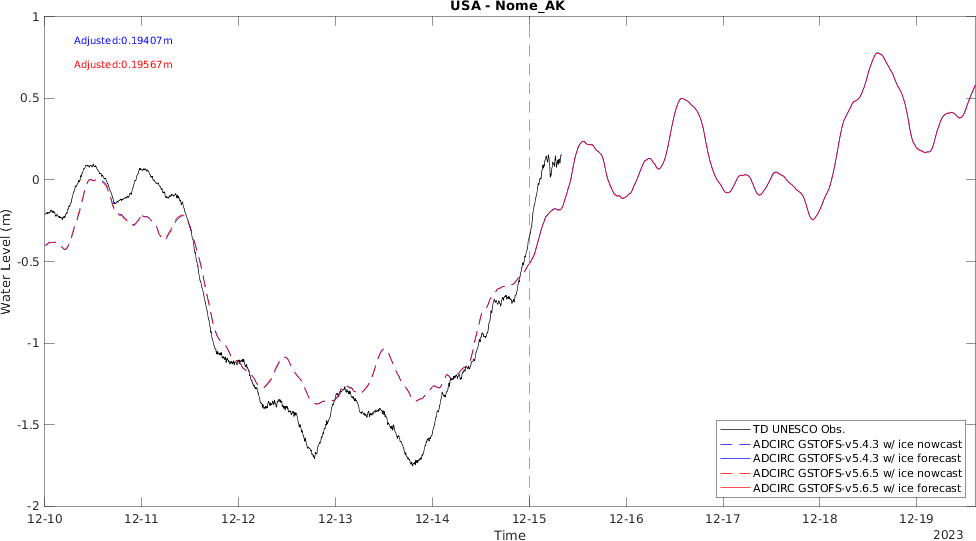 USA - Nome_AK
Adjusted:0.19407m
Adjusted:0.19567m
Water Level (m)
1
0.5
0
-0.5
-1
-1.5
-2
TD UNESCO Obs.
ADCIRC GSTOFS-v5.4.3 w/ ice nowcast
ADCIRC GSTOFS-v5.4.3 w/ ice forecast
ADCIRC GSTOFS-v5.6.5 w/ ice nowcast
ADCIRC GSTOFS-v5.6.5 w/ ice forecast
12-10 12-11 12-12 12-13 12-14 12-15 12-16 12-17 12-18 12-19
Time
2023